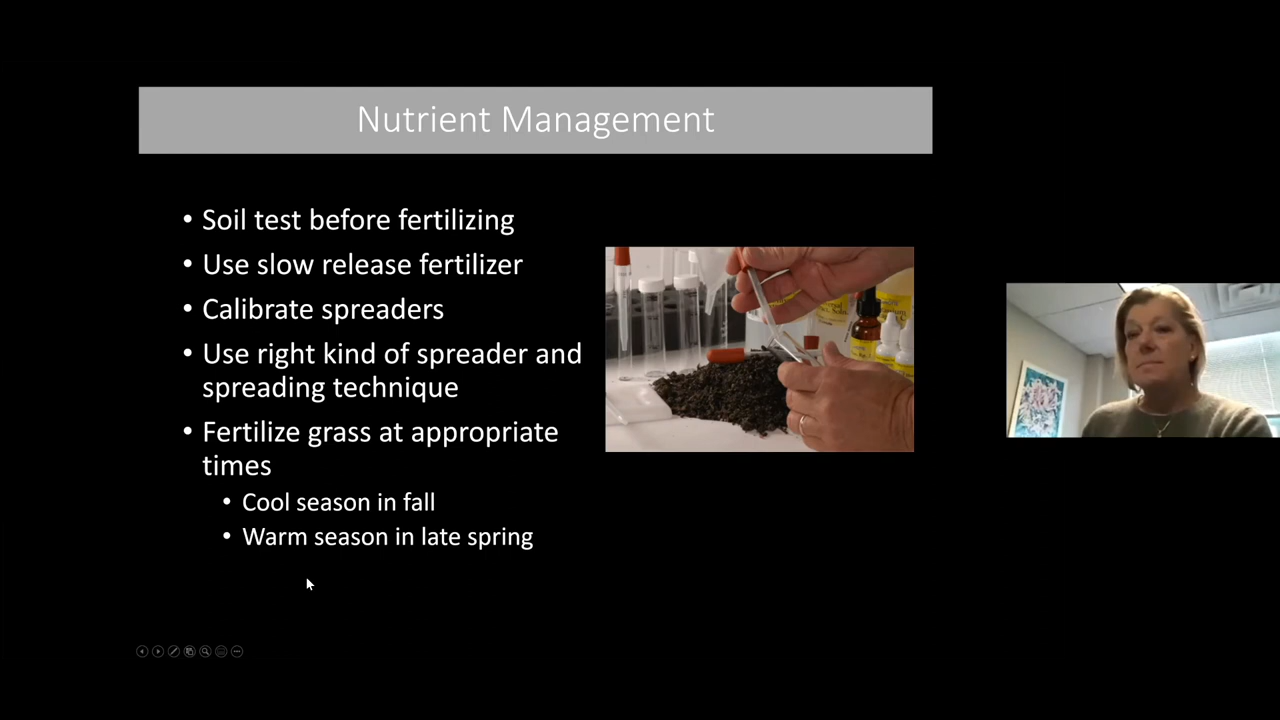 Nutrient Management
• Soil test before fertilizing
• Use slow release fertilizer
• Calibrate spreaders
• Use right kind of spreader and
spreading technique
• Fertilize grass at appropriate
times
• Cool season in fall
• Warm season in late spring